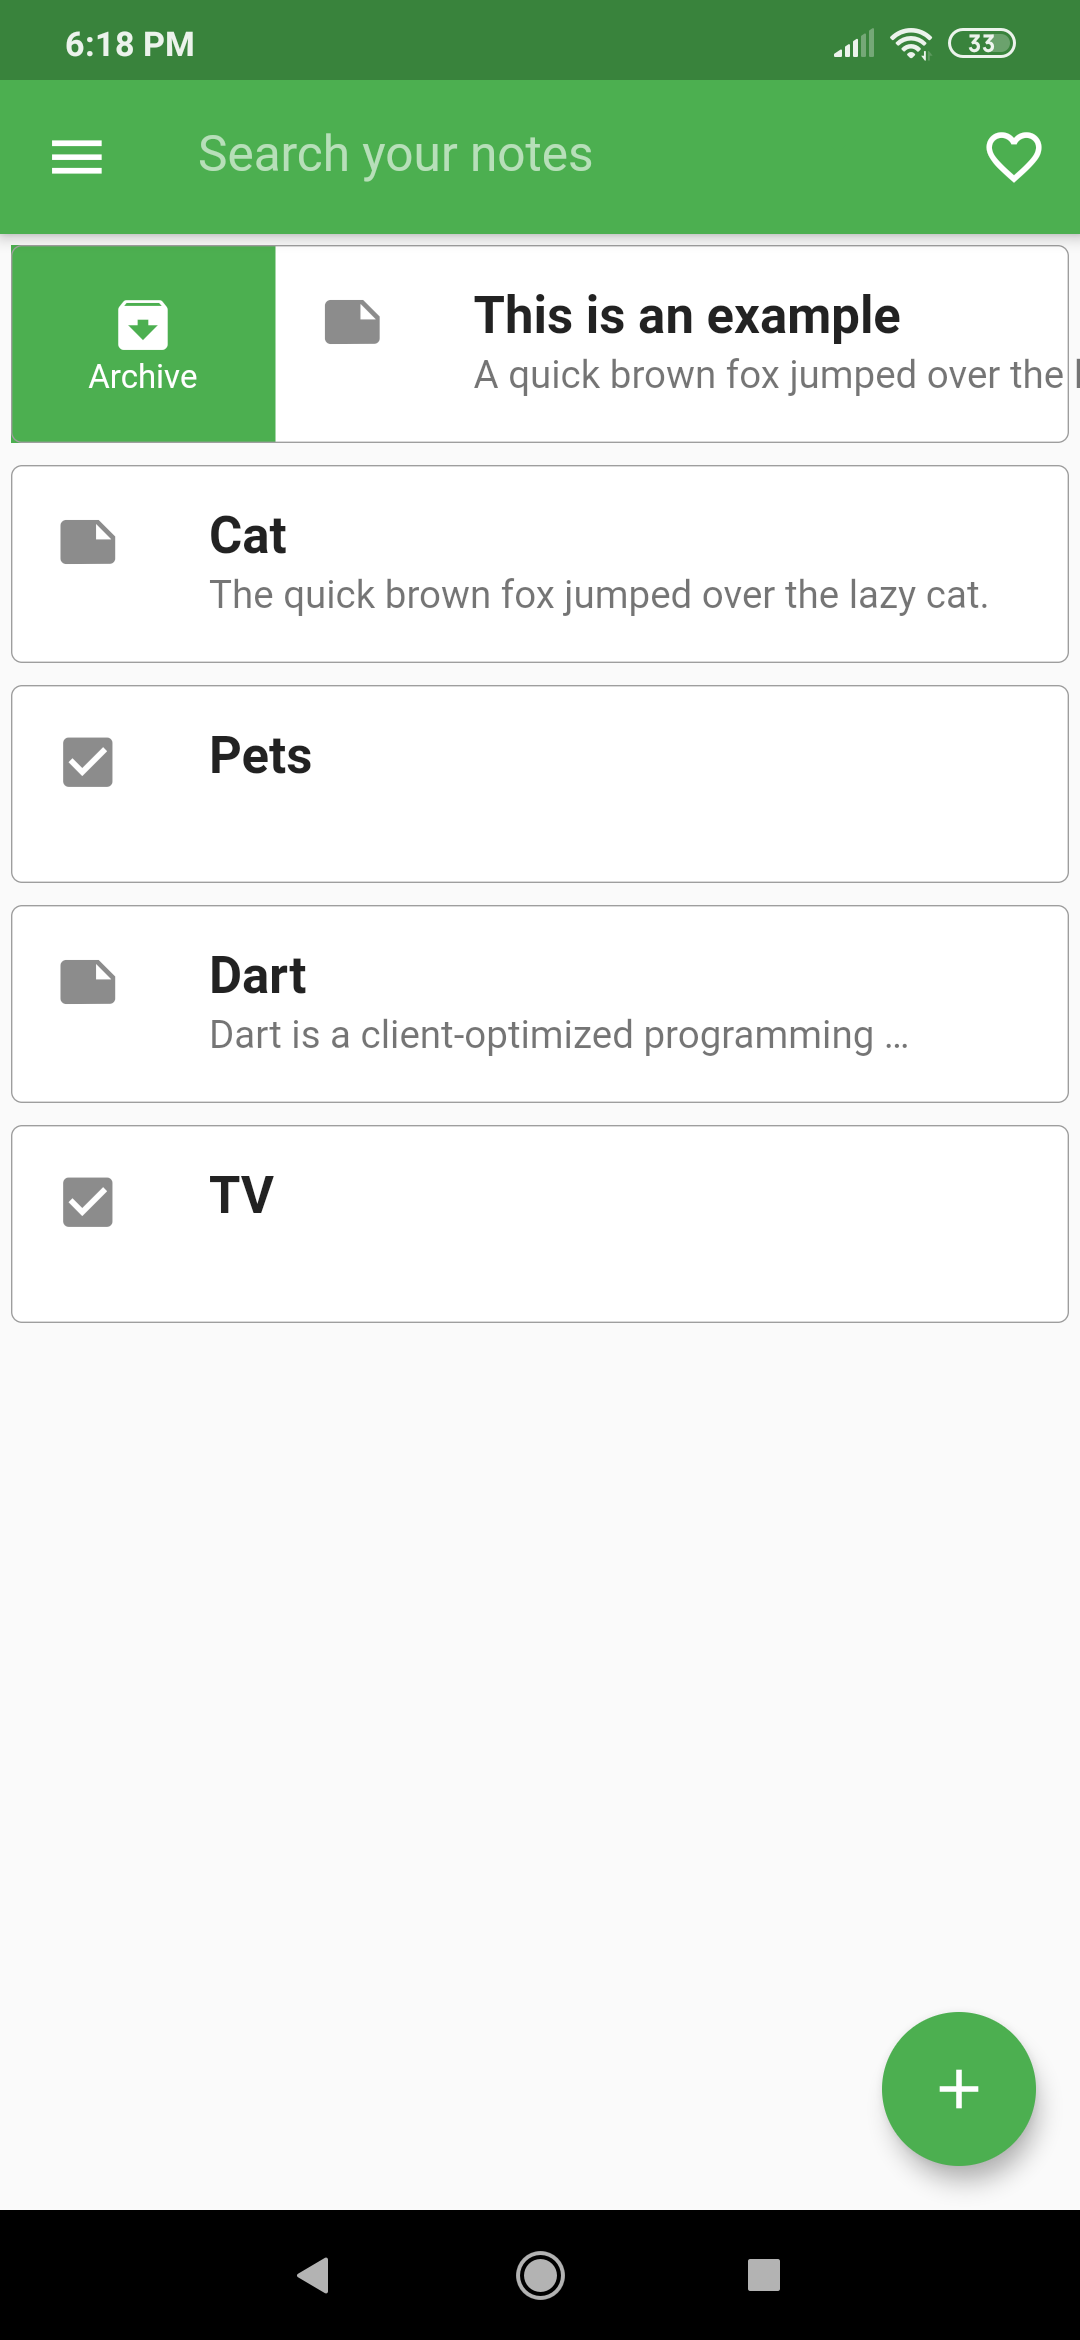 6:18 PM
33
Search your notes
Archive
This is an example
A quick brown fox jumped over the
Cat
The quick brown fox jumped over the lazy cat.
Pets
Dart
Dart is a client-optimized programming ...
TV